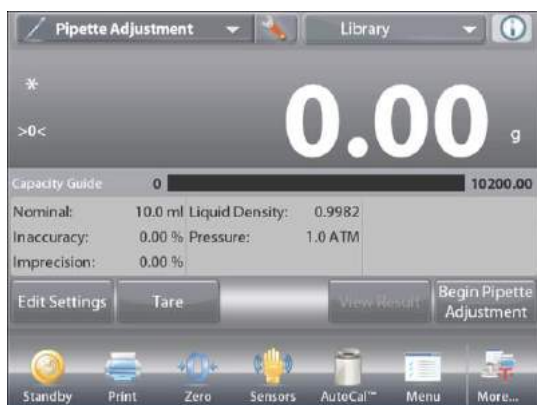 Pipette Adjustment
Library
*
>0<
0.00 g
Capacity Guide 0 10200.00
Nominal: 10.0 ml Liquid Density: 0.9982
Inaccuracy: 0.00 % Pressure: 1.0 ATM
Imprecision: 0.00 %
Edit Settings
Tare
View Result
Begin Pipette
Adjustment
Standby
Print
Zero
Sensors
AutoCal™
Menu
More...